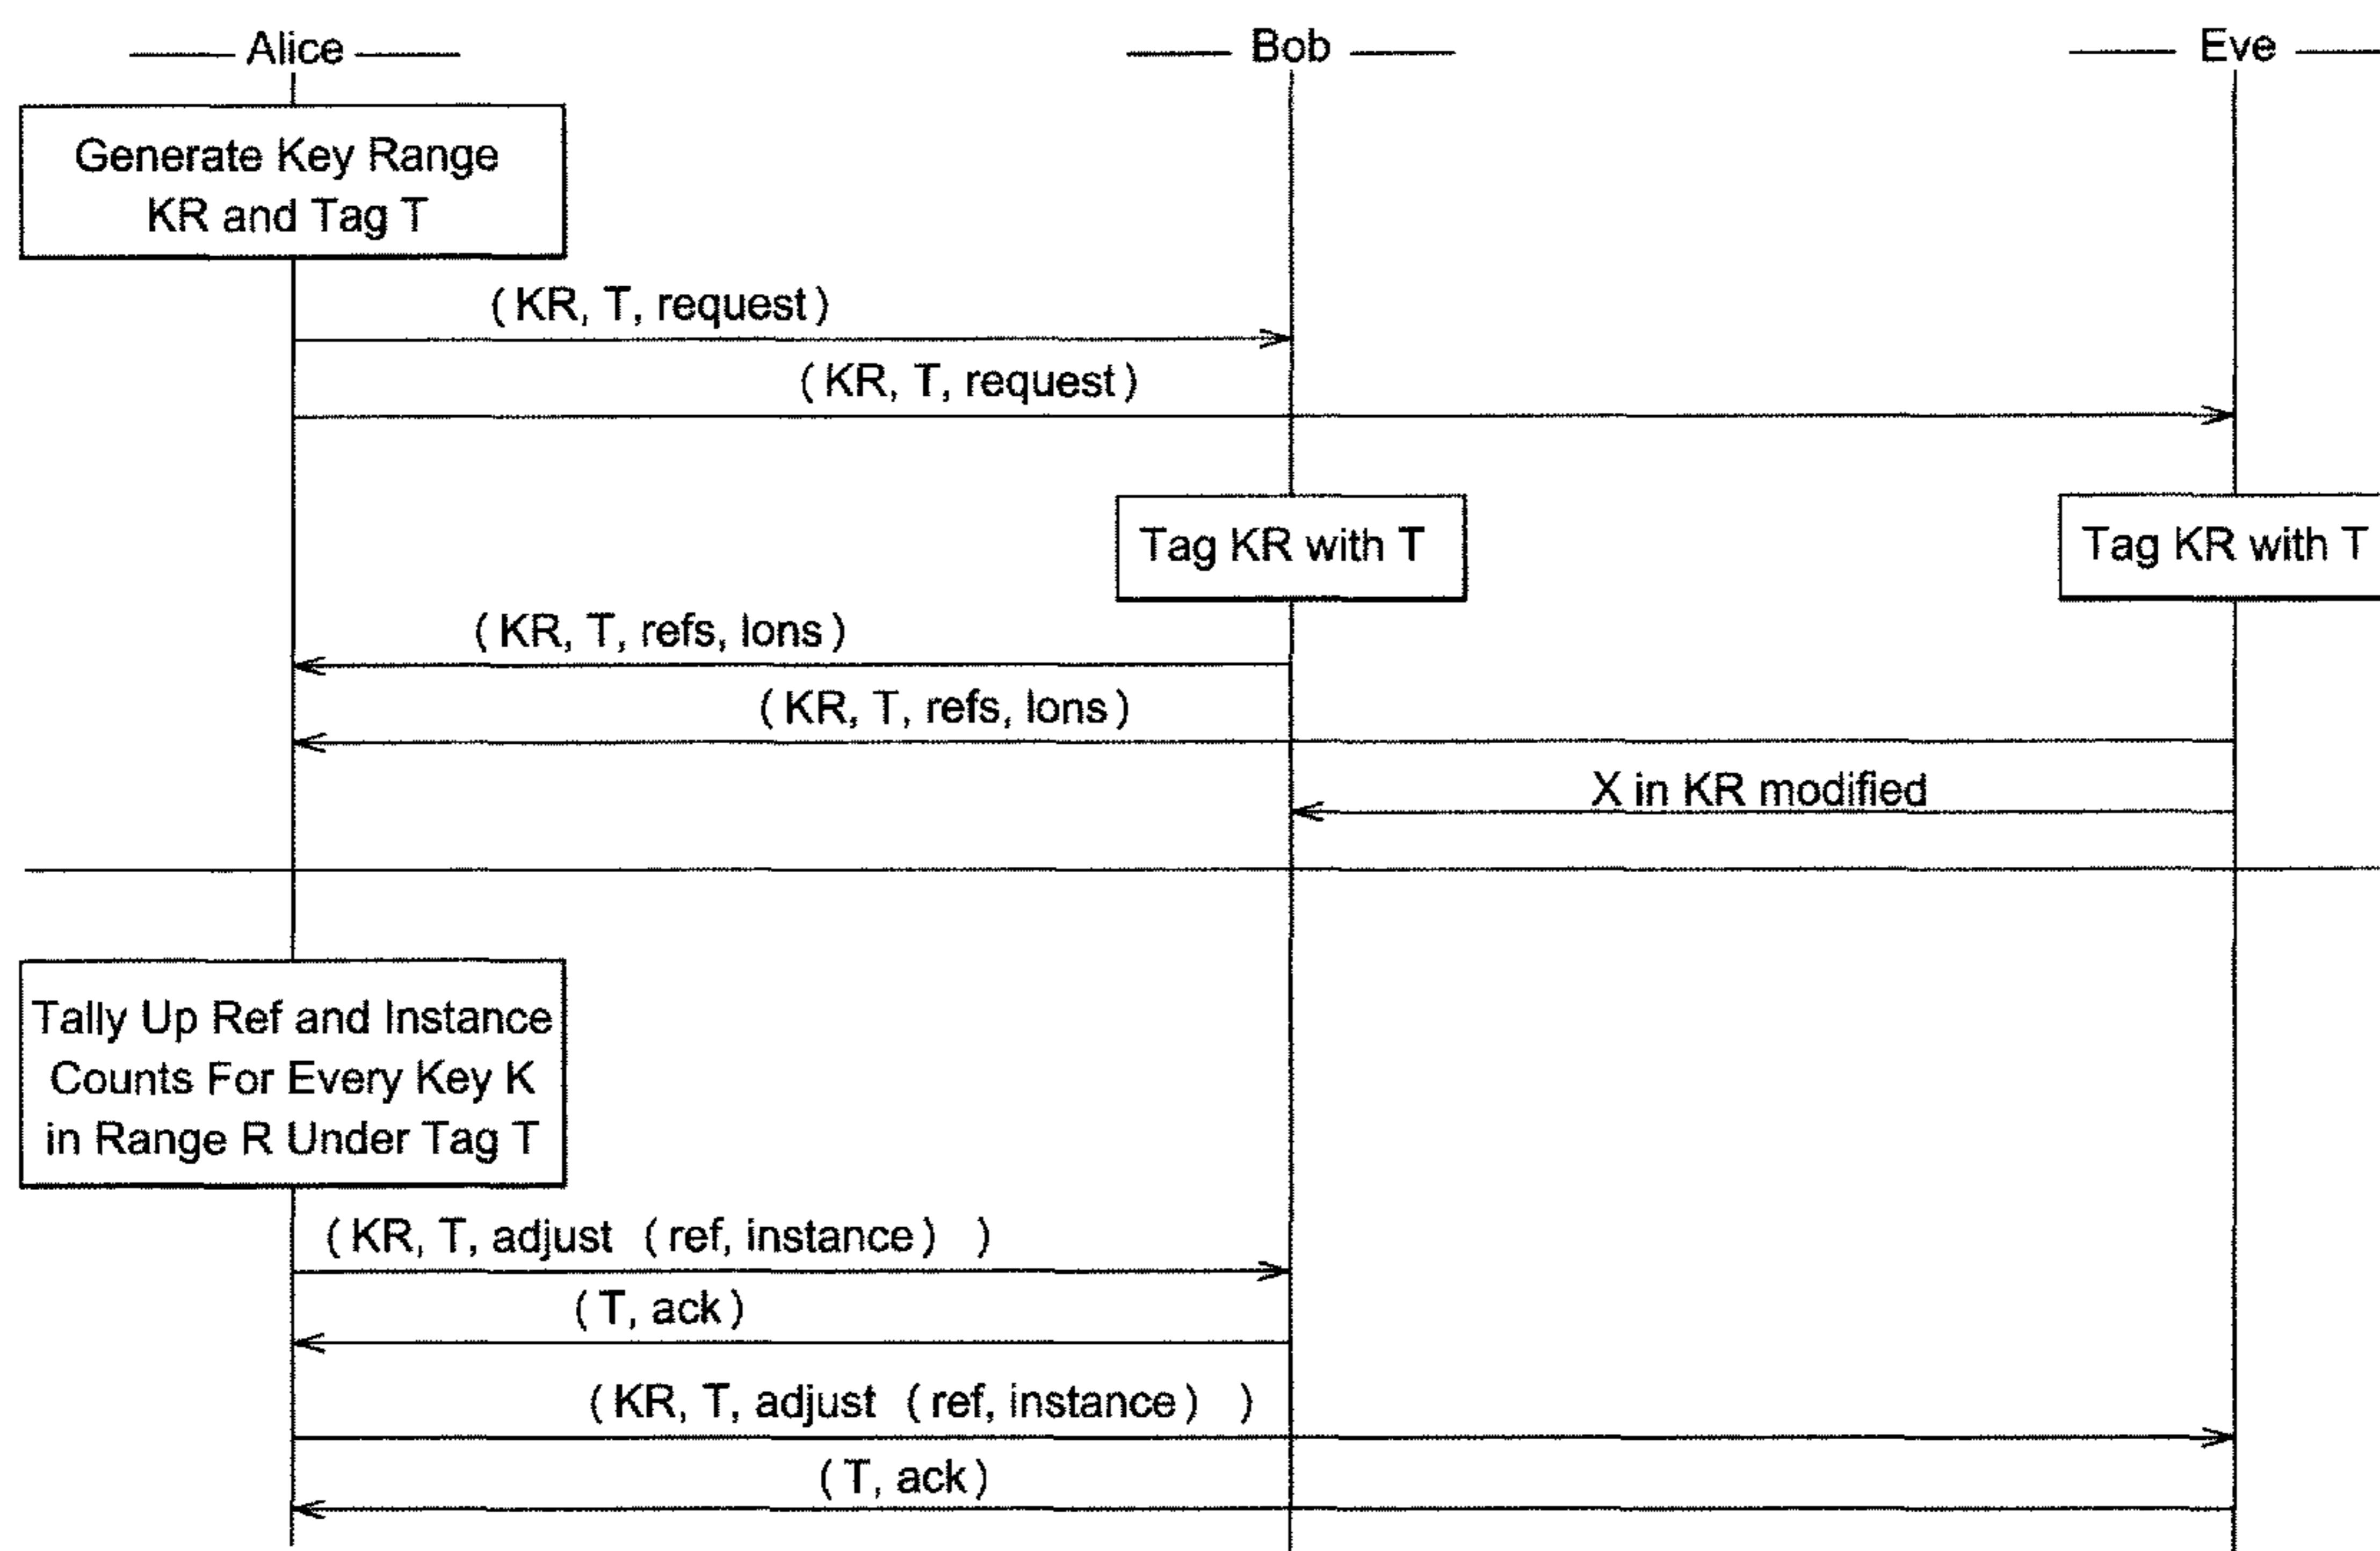 Alice
Bob
Eve
Generate Key Range
KR and Tag T
(KR, T, request)
(KR, T, request)
Tag KR with T
Tag KR with T
(KR, T, refs, lons)
(KR, T, refs, lons)
X in KR modified
Tally Up Ref and Instance
Counts For Every Key K
in Range R Under Tag T
(KR, T, adjust (ref, instance) )
(T, ack)
(KR, T, adjust (ref, instance) )
(T, ack)